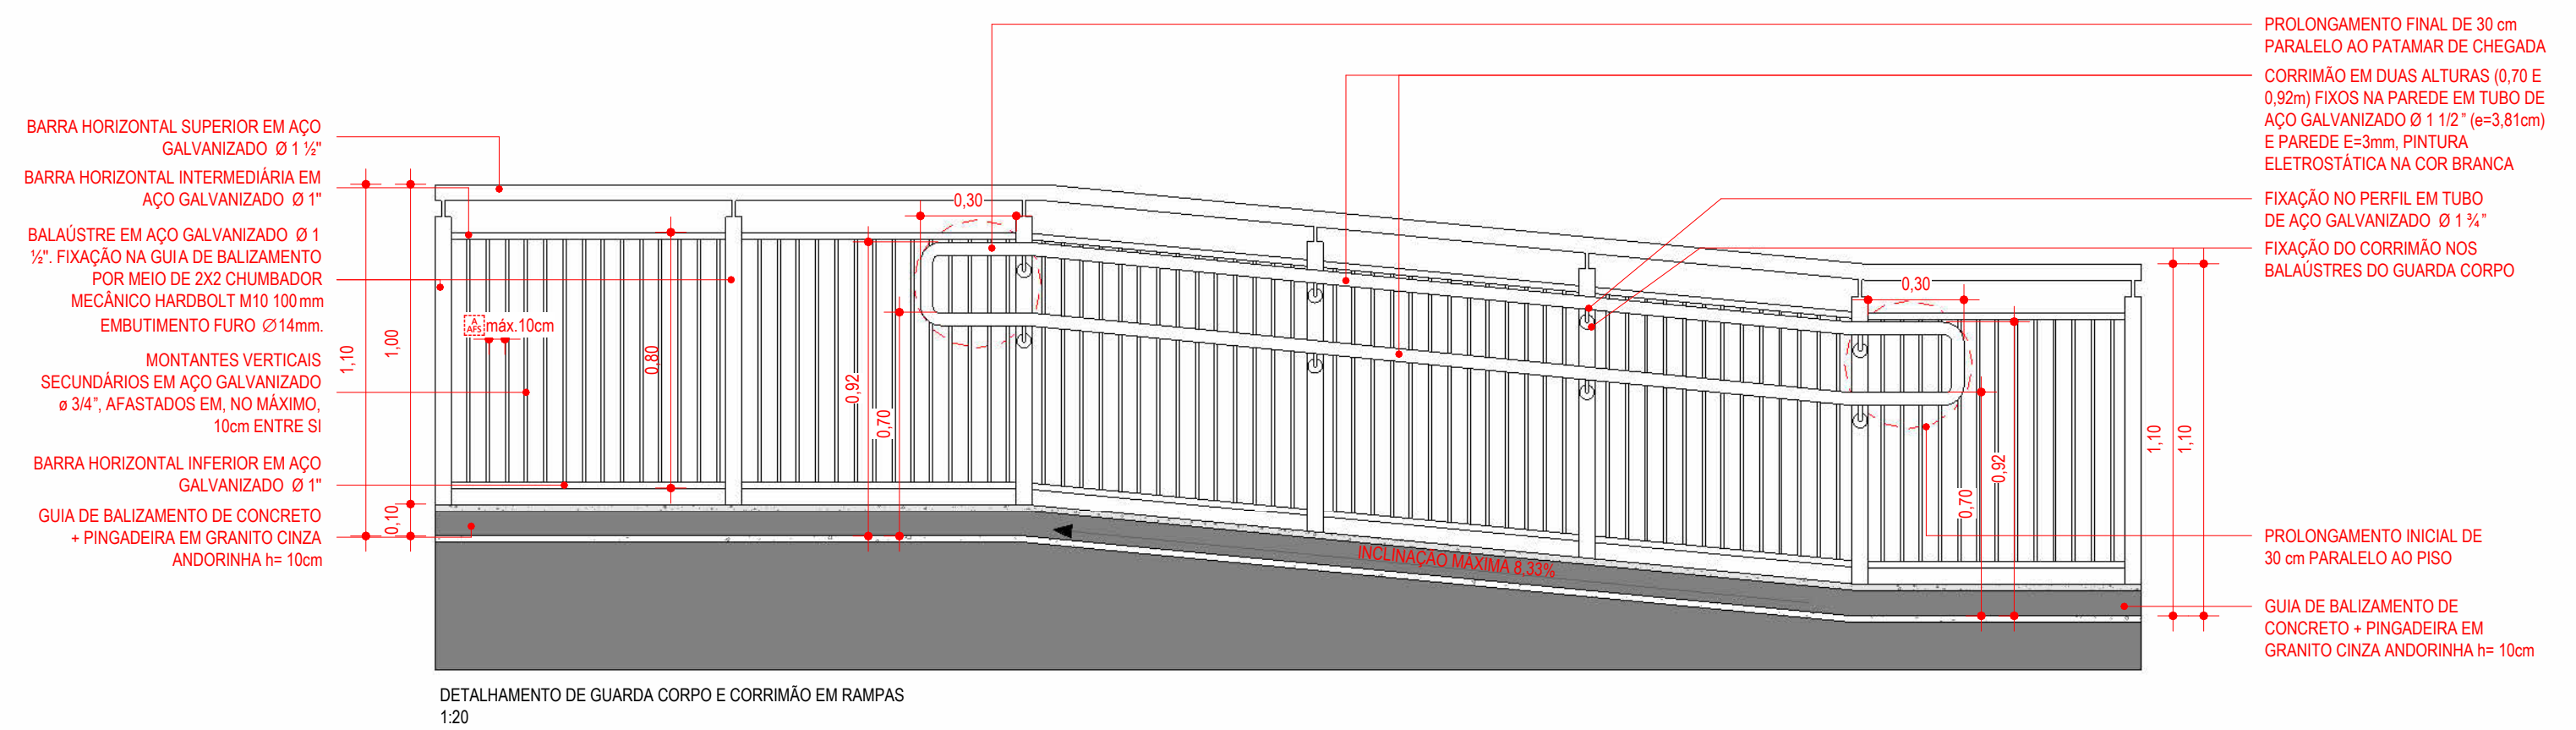 PROLONGAMENTO FINAL DE 30 cm
PARALELO AO PATAMAR DE CHEGADA
CORRIMÃO EM DUAS ALTURAS (0,70 E
0,92m) FIXOS NA PAREDE EM TUBO DE
AÇO GALVANIZADO Ø 1 1/2" (e=3,81cm)
E PAREDE E=3mm, PINTURA
ELETROSTÁTICA NA COR BRANCA
FIXAÇÃO NO PERFIL EM TUBO
DE AÇO GALVANIZADO Ø 1 ¾"
FIXAÇÃO DO CORRIMÃO NOS
BALAÚSTRES DO GUARDA CORPO
PROLONGAMENTO INICIAL DE
30 cm PARALELO AO PISO
GUIA DE BALIZAMENTO DE
CONCRETO + PINGADEIRA EM
GRANITO CINZA ANDORINHA h= 10cm
BARRA HORIZONTAL SUPERIOR EM AÇO
GALVANIZADO Ø 1 ½"
BARRA HORIZONTAL INTERMEDIÁRIA EM
AÇO GALVANIZADO Ø 1"
BALAÚSTRE EM AÇO GALVANIZADO Ø 1
½". FIXAÇÃO NA GUIA DE BALIZAMENTO
POR MEIO DE 2X2 CHUMBADOR
MECÂNICO HARDBOLT M10 100mm
EMBUTIMENTO FURO Ø14mm.
MONTANTES VERTICAIS
SECUNDÁRIOS EM AÇO GALVANIZADO
ø 3/4", AFASTADOS EM, NO MÁXIMO,
10cm ENTRE SI
BARRA HORIZONTAL INFERIOR EM AÇO
GALVANIZADO Ø 1"
GUIA DE BALIZAMENTO DE CONCRETO
+ PINGADEIRA EM GRANITO CINZA
ANDORINHA h= 10cm
1,10
1,00
0,10
A
AFS
máx.10cm
0,80
0,92
0,70
0,30
0,30
0,70
0,92
1,10
1,10
INCLINAÇÃO MÁXIMA 8,33%
DETALHAMENTO DE GUARDA CORPO E CORRIMÃO EM RAMPAS
1:20